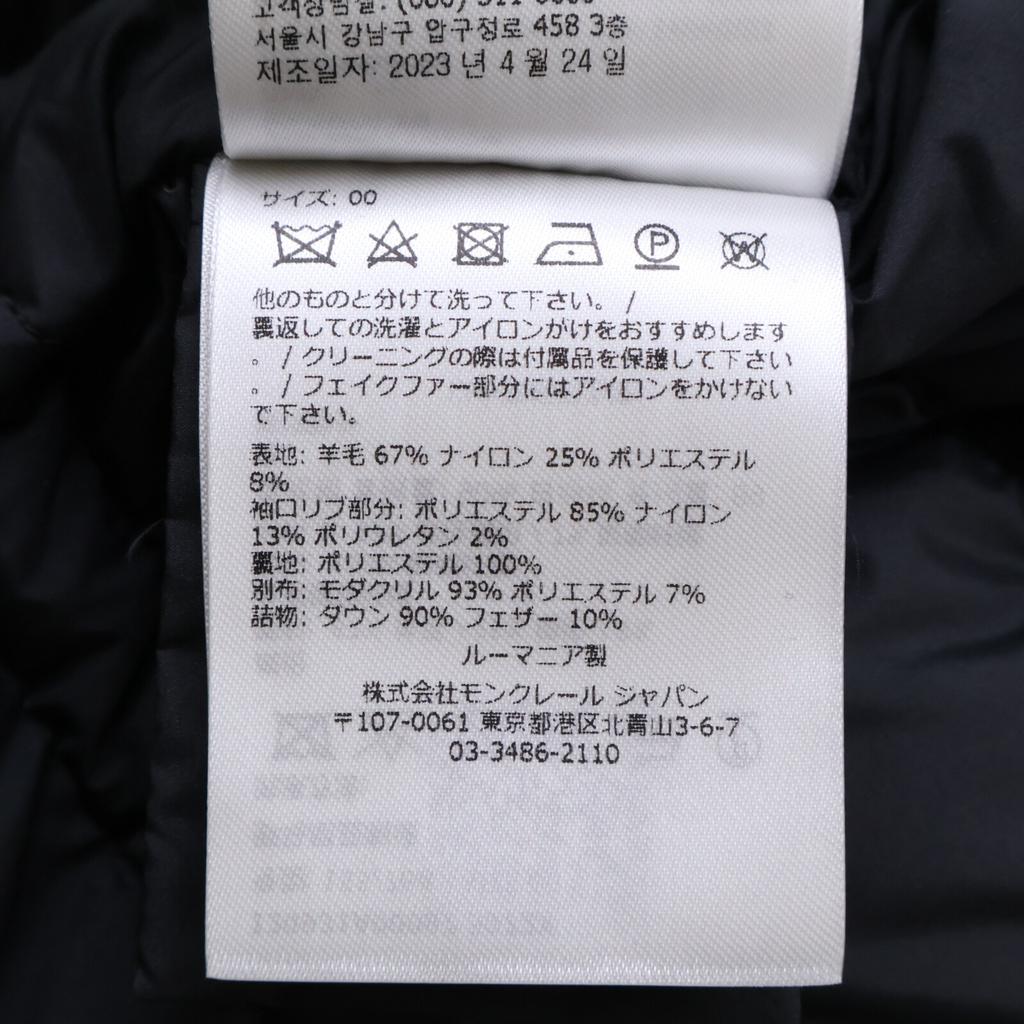 고객상담실:
서울시 강남구 압구정로 458 3층
제조일자: 2023 년 4 월 24 일
サイズ: 00
P
W
他のものと分けて洗って下さい。 /
裏返しての洗濯とアイロンがけをおすすめします
。 / クリーニングの際は付属品を保護して下さい
。 / フェイクファー部分にはアイロンをかけない
で下さい。
表地: 羊毛 67% ナイロン 25% ポリエステル
8%
袖口リブ部分: ポリエステル 85% ナイロン
13% ポリウレタン 2%
裏地: ポリエステル 100%
別布: モダクリル 93% ポリエステル 7%
詰物: ダウン 90% フェザー 10%
ルーマニア製
株式会社モンクレール ジャパン
〒107-0061 東京都港区北青山3-6-7
03-3486-2110